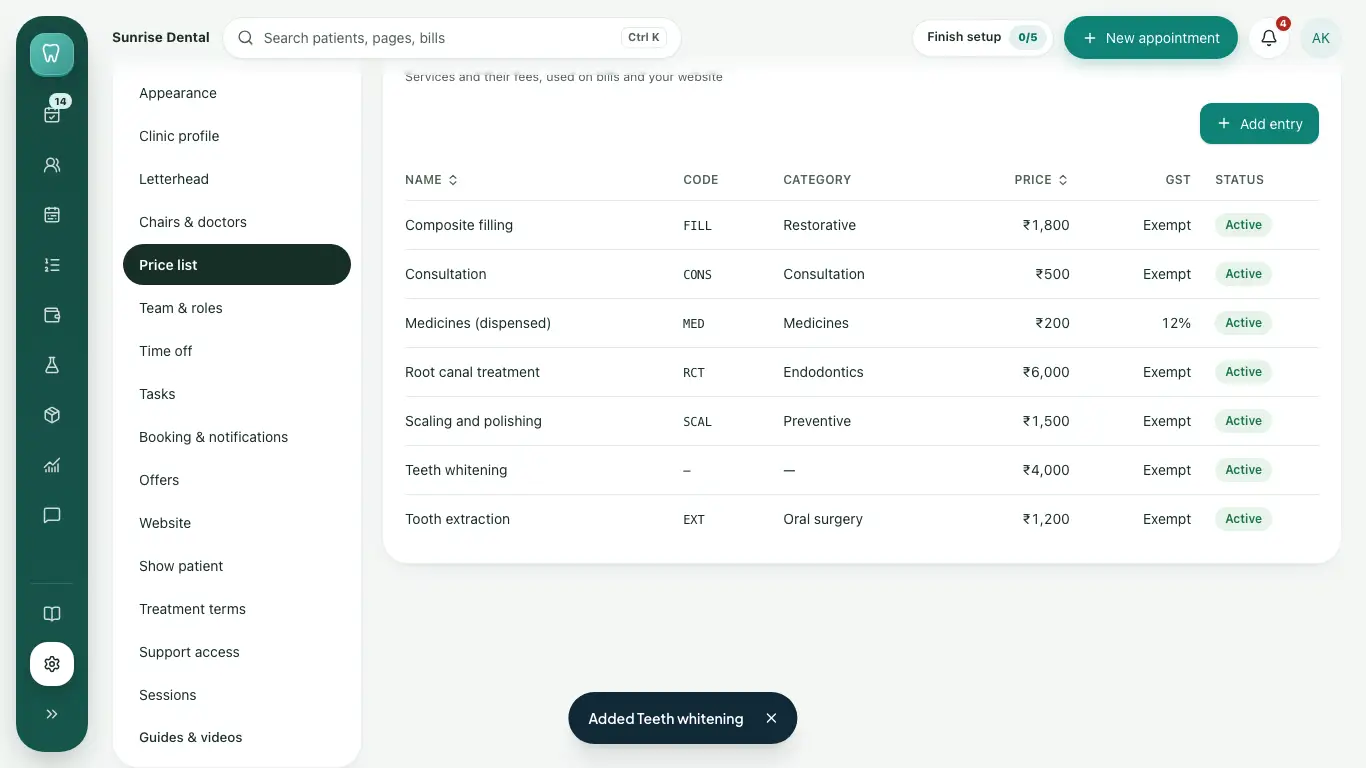 Sunrise Dental
Search patients, pages, bills
Ctrl K
Finish setup 0/5
+ New appointment
4
AK
14
Appearance
Clinic profile
Letterhead
Chairs & doctors
Price list
Team & roles
Time off
Tasks
Booking & notifications
Offers
Website
Show patient
Treatment terms
Support access
Sessions
Guides & videos
Services and their fees, used on bills and your website
+ Add entry
NAME CODE CATEGORY PRICE GST STATUS
Composite filling FILL Restorative ₹1,800 Exempt Active
Consultation CONS Consultation ₹500 Exempt Active
Medicines (dispensed) MED Medicines ₹200 12% Active
Root canal treatment RCT Endodontics ₹6,000 Exempt Active
Scaling and polishing SCAL Preventive ₹1,500 Exempt Active
Teeth whitening – — ₹4,000 Exempt Active
Tooth extraction EXT Oral surgery ₹1,200 Exempt Active
Added Teeth whitening